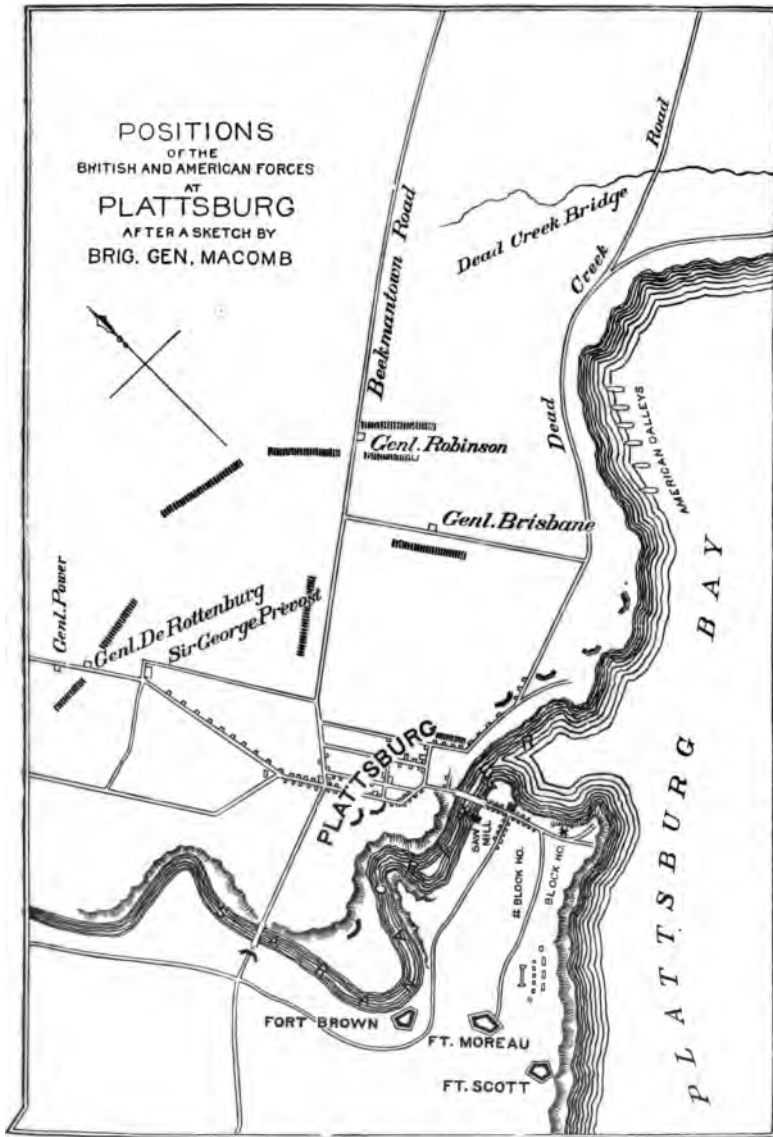 POSITIONS
OF THE
BRITISH AND AMERICAN FORCES
AT
PLATTSBURG
AFTER A SKETCH BY
BRIG. GEN. MACOMB
Beekmantown Road
Dead Creek Bridge
Dead Creek Road
Genl. Robinson
Genl. Brisbane
AMERICAN GALLEYS
Genl. Power
Genl. De Rottenburg
Sir George Prevost
PLATTSBURG
SAW
MILL
BLOCK HO.
BLOCK HO.
FORT BROWN
FT. MOREAU
FT. SCOTT
PLATTSBURG BAY